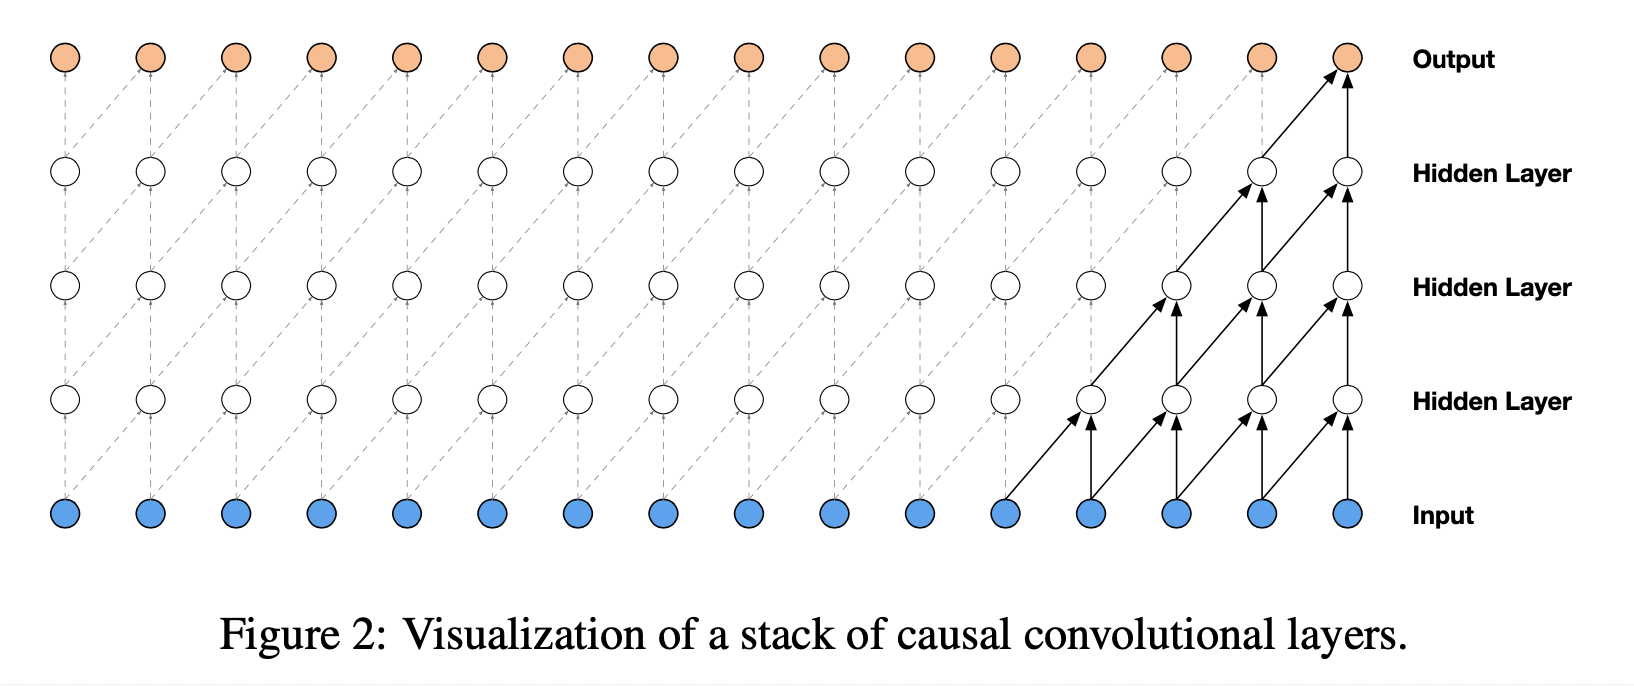 Output
Hidden Layer
Hidden Layer
Hidden Layer
Input
Figure 2: Visualization of a stack of causal convolutional layers.